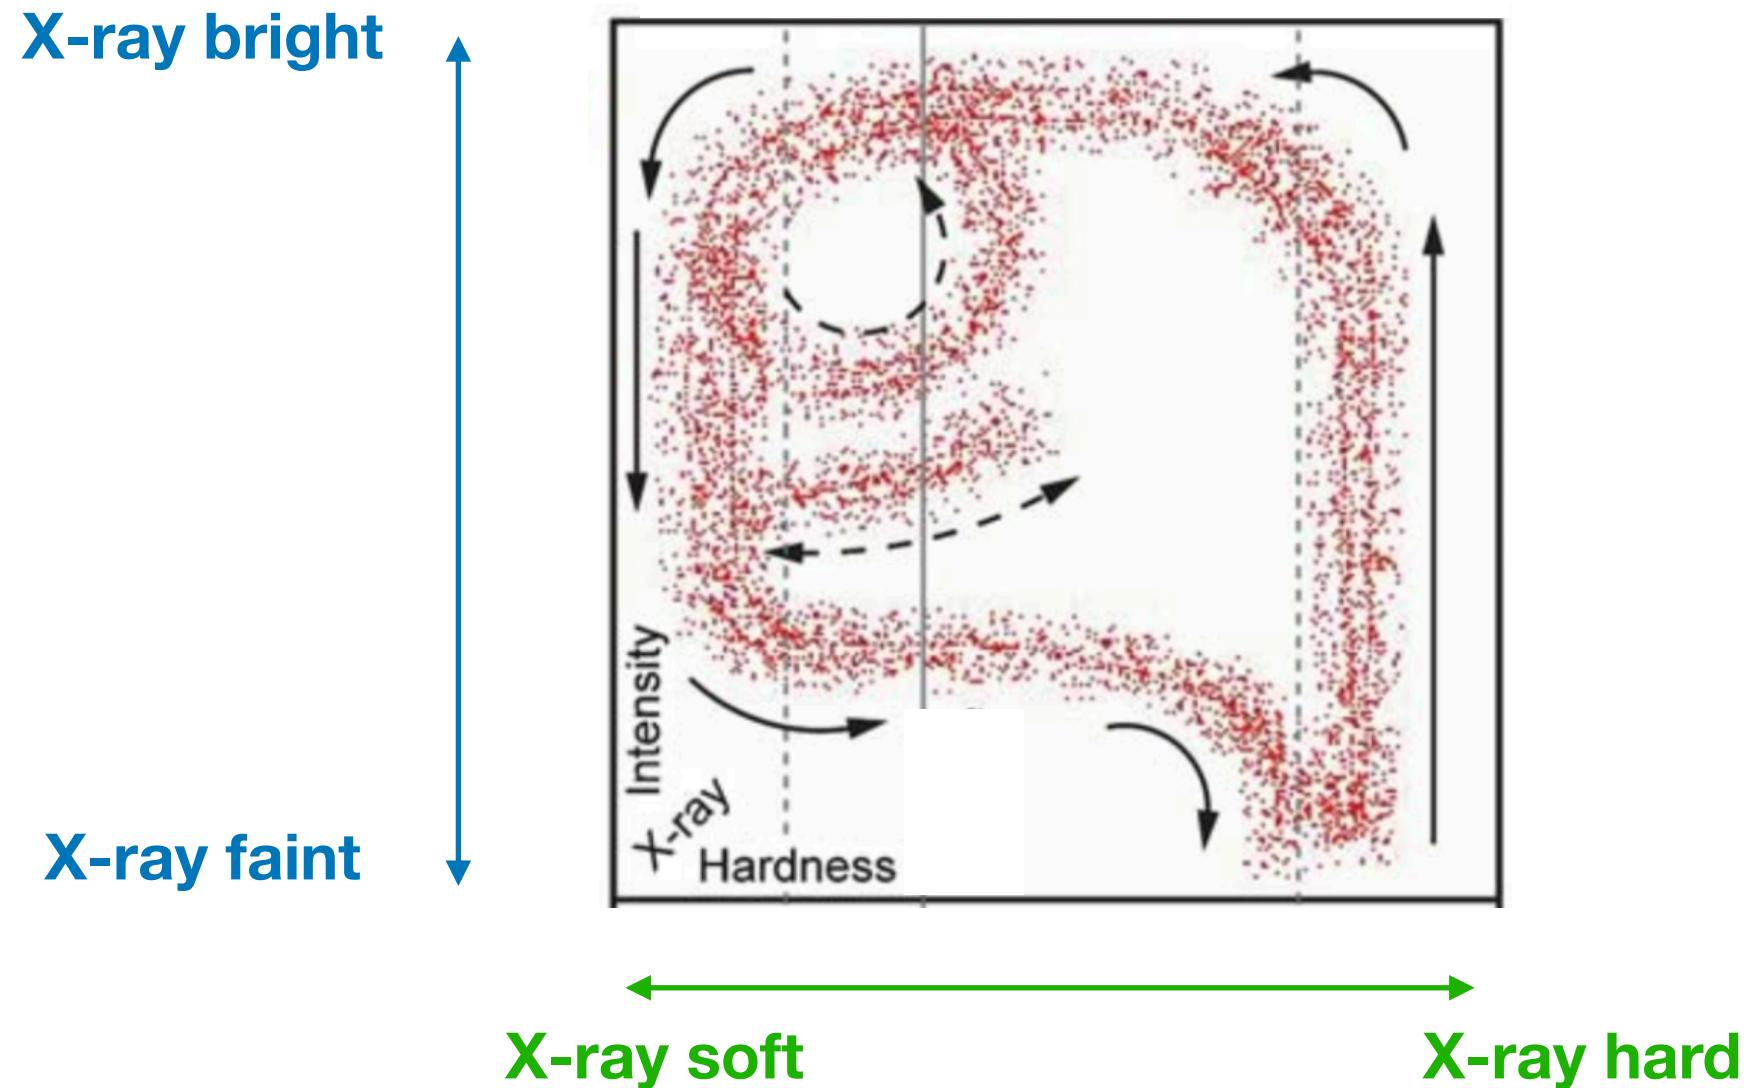 X-ray bright
X-ray faint
Intensity
X-ray
Hardness
X-ray soft
X-ray hard